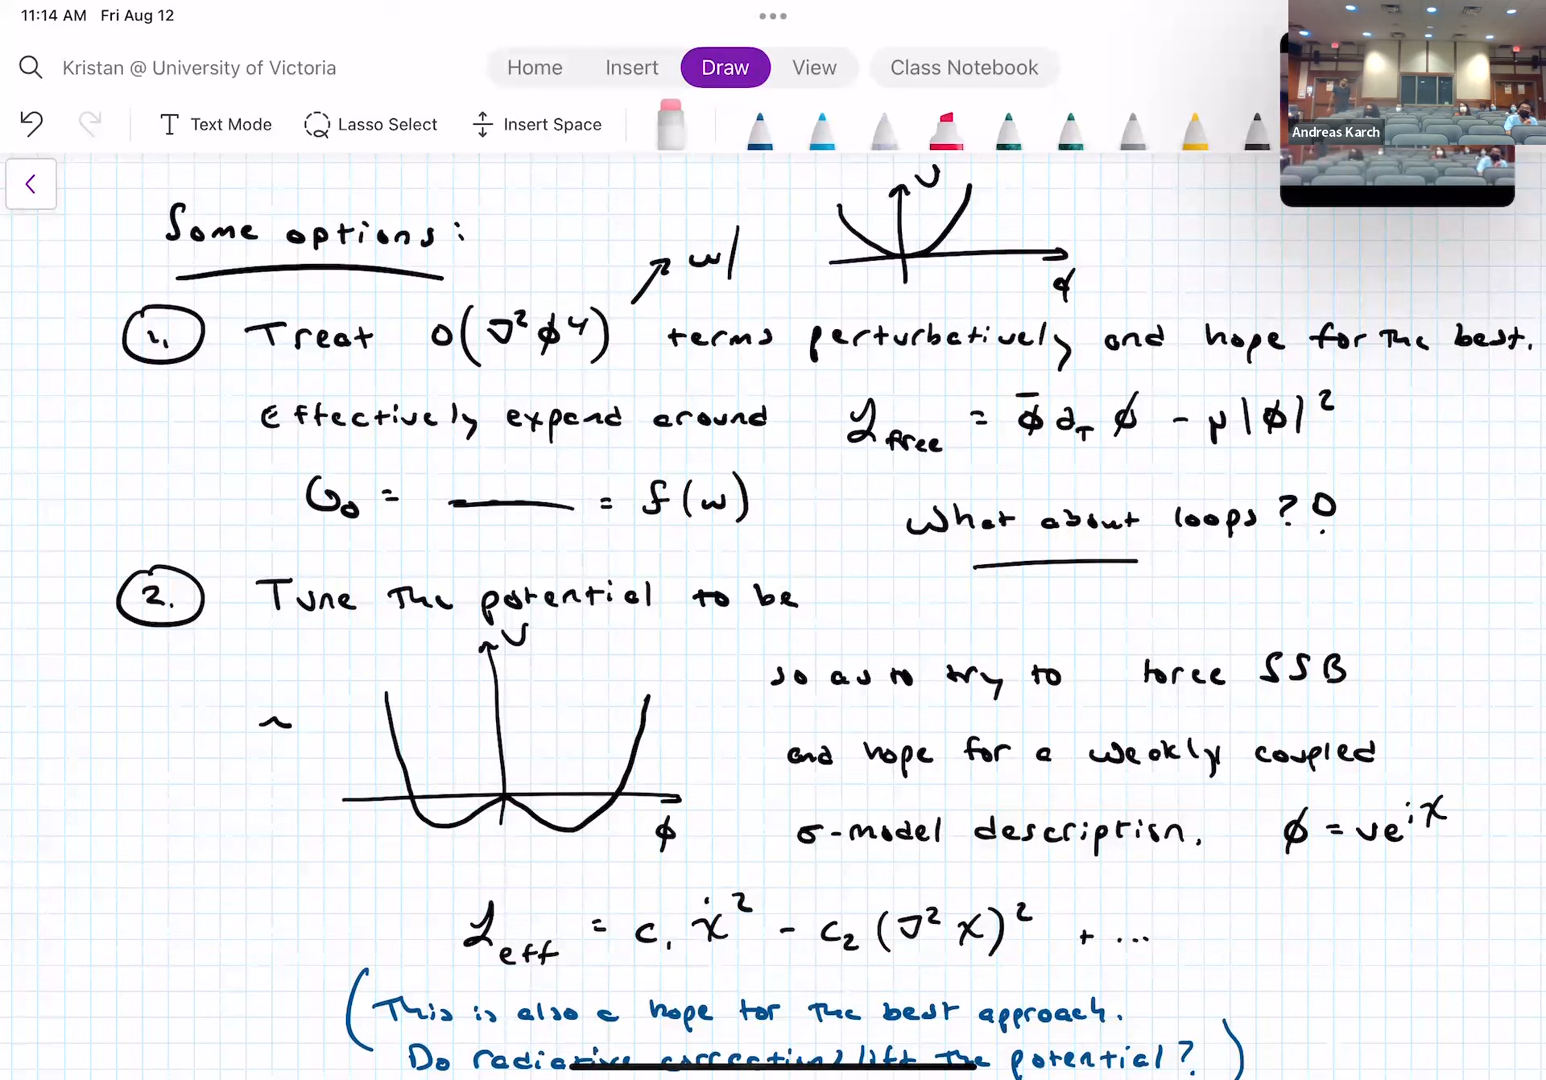 11:14 AM Fri Aug 12
Kristan @ University of Victoria
Home Insert Draw View Class Notebook
Text Mode Lasso Select Insert Space
Andreas Karch
V
ϕ
Some options:
w/
1. Treat O(∇²ϕ⁴) terms perturbatively and hope for the best.
Effectively expand around ℒ_free = ϕ̄ ∂_T ϕ - μ|ϕ|²
G₀ = ——— = f(ω)
What about loops?!
2. Tune the potential to be
V
so as to try to force SSB
~
and hope for a weakly coupled
ϕ
σ-model description. ϕ = ve^{iχ}
ℒ_eff = c₁ χ̇² - c₂ (∇²χ)² + ...
(This is also a hope for the best approach.
Do radiative corrections lift the potential?)